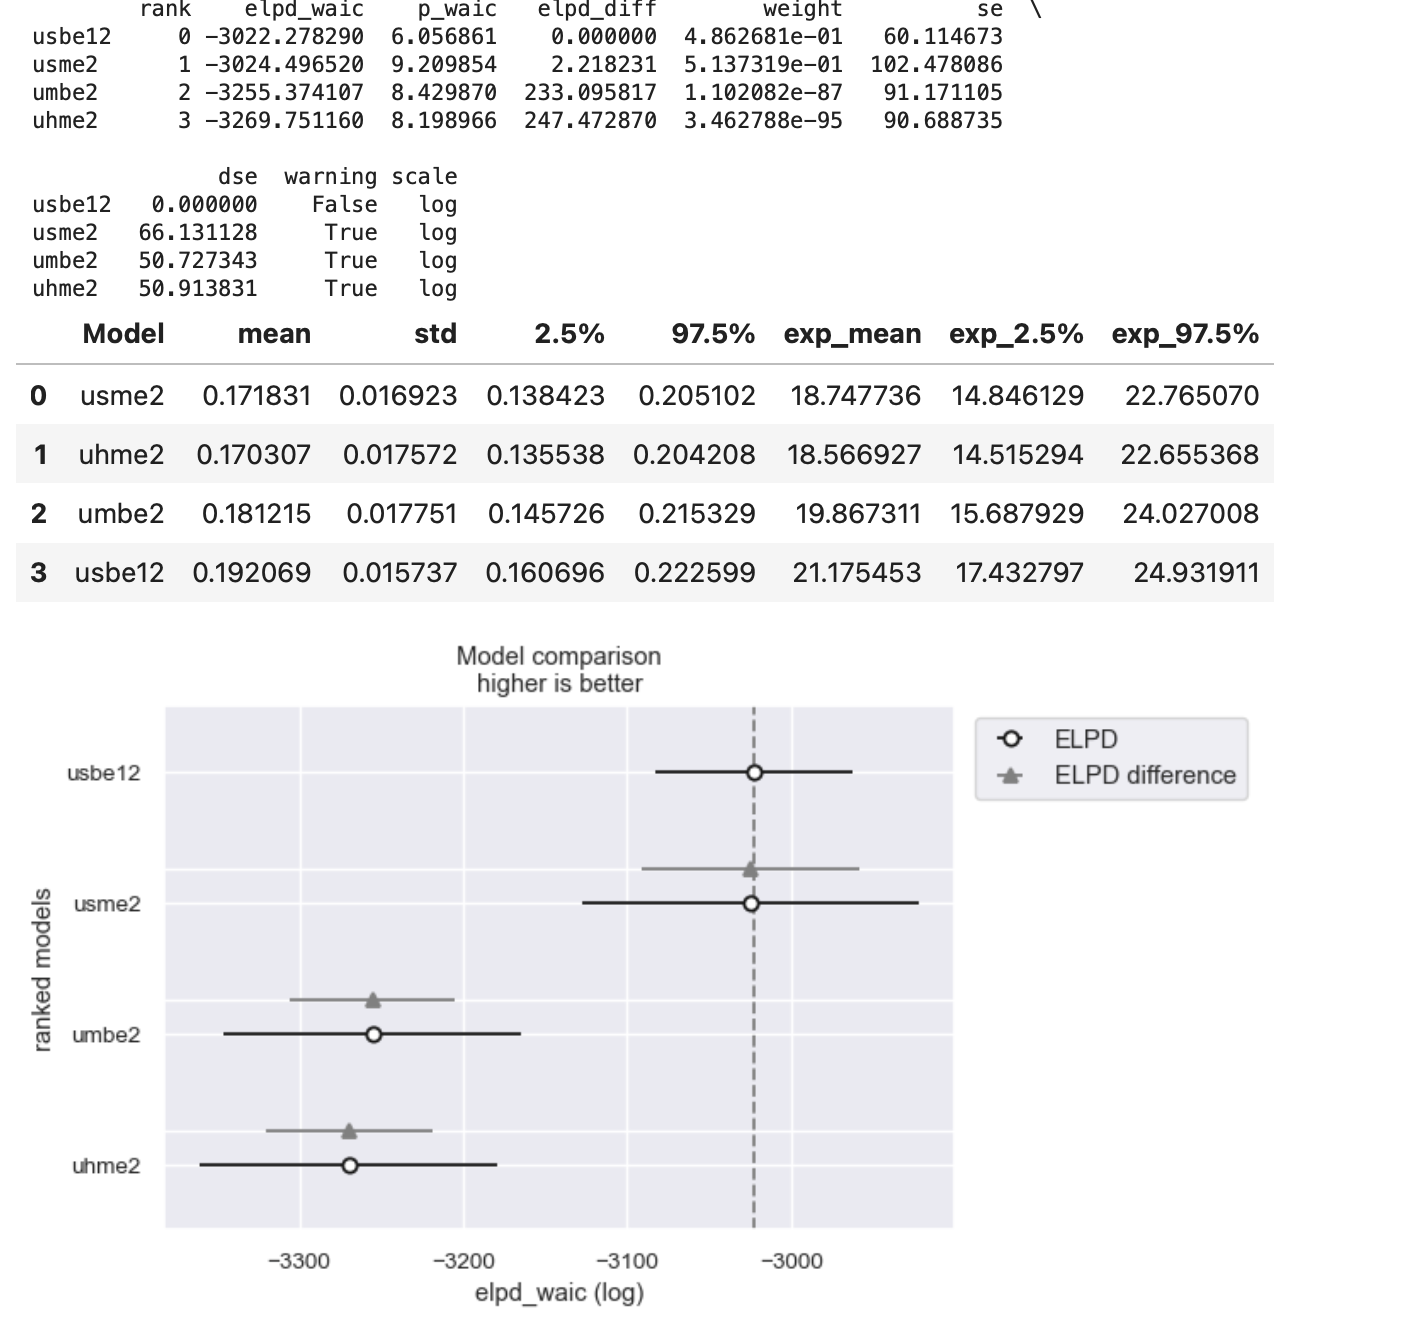 rank elpd_waic p_waic elpd_diff weight se \
usbe12 0 -3022.278290 6.056861 0.000000 4.862681e-01 60.114673
usme2 1 -3024.496520 9.209854 2.218231 5.137319e-01 102.478086
umbe2 2 -3255.374107 8.429870 233.095817 1.102082e-87 91.171105
uhme2 3 -3269.751160 8.198966 247.472870 3.462788e-95 90.688735
dse warning scale
usbe12 0.000000 False log
usme2 66.131128 True log
umbe2 50.727343 True log
uhme2 50.913831 True log
Model mean std 2.5% 97.5% exp_mean exp_2.5% exp_97.5%
0 usme2 0.171831 0.016923 0.138423 0.205102 18.747736 14.846129 22.765070
1 uhme2 0.170307 0.017572 0.135538 0.204208 18.566927 14.515294 22.655368
2 umbe2 0.181215 0.017751 0.145726 0.215329 19.867311 15.687929 24.027008
3 usbe12 0.192069 0.015737 0.160696 0.222599 21.175453 17.432797 24.931911
Model comparison
higher is better
ELPD
ELPD difference
usbe12
usme2
umbe2
uhme2
ranked models
−3300 −3200 −3100 −3000
elpd_waic (log)